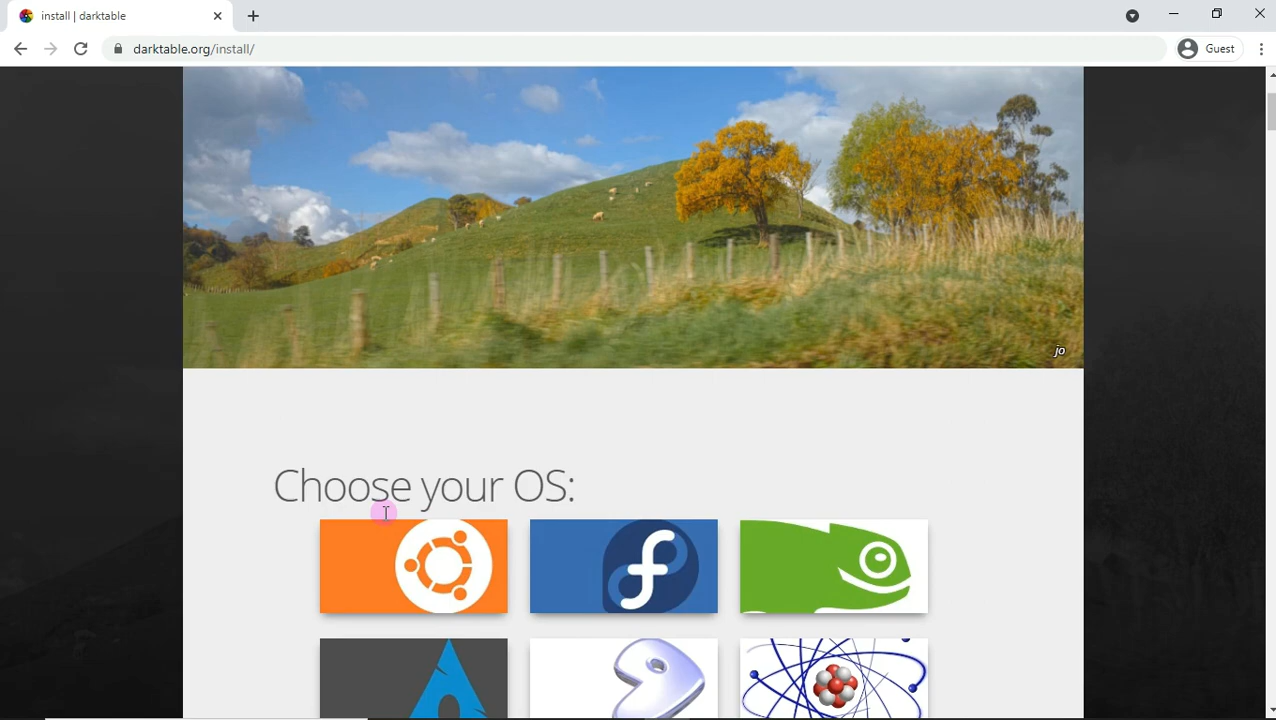 install | darktable
darktable.org/install/
Guest
jo
Choose your OS: